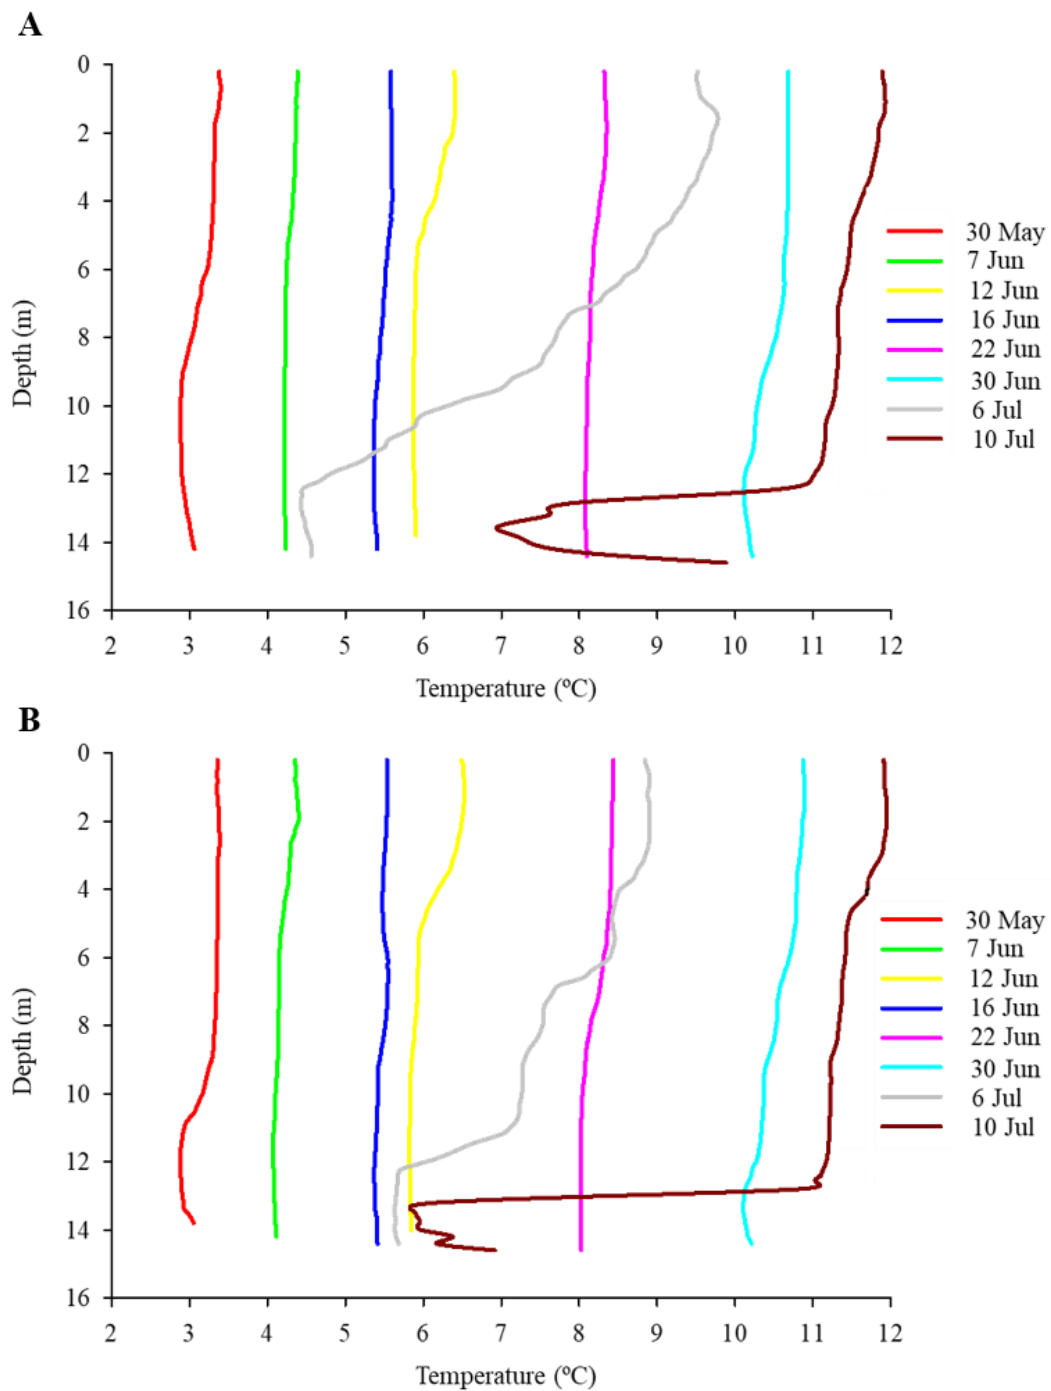 A
0
2
4
6
8
10
12
14
16
Depth (m)
2 3 4 5 6 7 8 9 10 11 12
Temperature (ºC)
30 May
7 Jun
12 Jun
16 Jun
22 Jun
30 Jun
6 Jul
10 Jul
B
0
2
4
6
8
10
12
14
16
Depth (m)
2 3 4 5 6 7 8 9 10 11 12
Temperature (ºC)
30 May
7 Jun
12 Jun
16 Jun
22 Jun
30 Jun
6 Jul
10 Jul